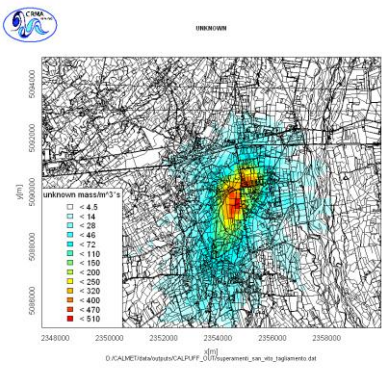 CRMA
UNKNOWN
5094000
5092000
5090000
5088000
5086000
y[m]
unknown mass/m^3*s
< 4.5
< 14
< 28
< 46
< 72
< 110
< 150
< 200
< 250
< 320
< 400
< 470
< 510
2348000 2350000 2352000 2354000 2356000 2358000
x[m]
D:/CALMET/data/outputs/CALPUFF_OUT/superamenti_san_vito_tagliamento.dat